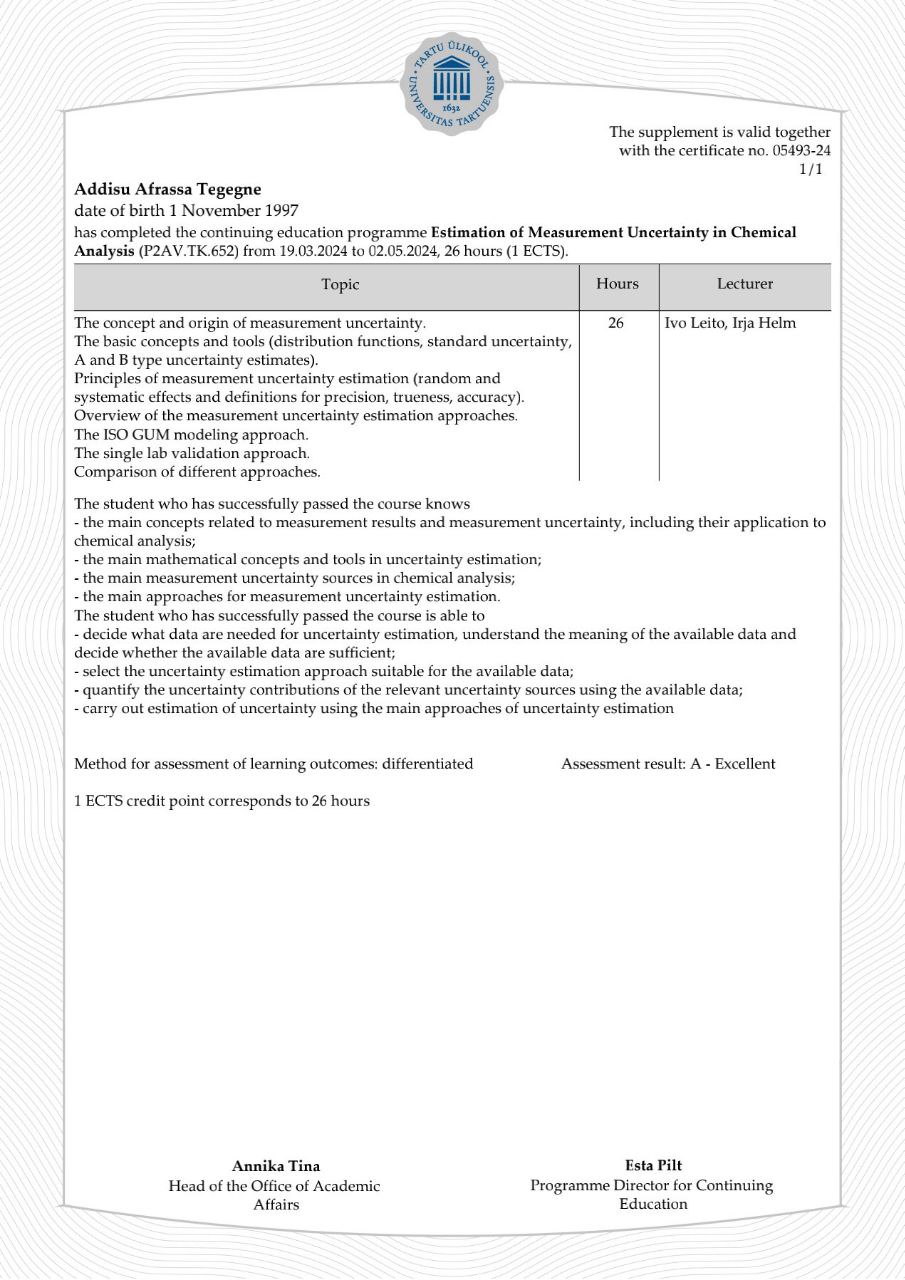 TARTU ÜLIKOOL
UNIVERSITAS TARTUENSIS
1632
The supplement is valid together
with the certificate no. 05493-24
1/1
Addisu Afrassa Tegegne
date of birth 1 November 1997
has completed the continuing education programme Estimation of Measurement Uncertainty in Chemical
Analysis (P2AV.TK.652) from 19.03.2024 to 02.05.2024, 26 hours (1 ECTS).
Topic Hours Lecturer
The concept and origin of measurement uncertainty. 26 Ivo Leito, Irja Helm
The basic concepts and tools (distribution functions, standard uncertainty,
A and B type uncertainty estimates).
Principles of measurement uncertainty estimation (random and
systematic effects and definitions for precision, trueness, accuracy).
Overview of the measurement uncertainty estimation approaches.
The ISO GUM modeling approach.
The single lab validation approach.
Comparison of different approaches.
The student who has successfully passed the course knows
- the main concepts related to measurement results and measurement uncertainty, including their application to
chemical analysis;
- the main mathematical concepts and tools in uncertainty estimation;
- the main measurement uncertainty sources in chemical analysis;
- the main approaches for measurement uncertainty estimation.
The student who has successfully passed the course is able to
- decide what data are needed for uncertainty estimation, understand the meaning of the available data and
decide whether the available data are sufficient;
- select the uncertainty estimation approach suitable for the available data;
- quantify the uncertainty contributions of the relevant uncertainty sources using the available data;
- carry out estimation of uncertainty using the main approaches of uncertainty estimation
Method for assessment of learning outcomes: differentiated Assessment result: A - Excellent
1 ECTS credit point corresponds to 26 hours
Annika Tina
Head of the Office of Academic
Affairs
Esta Pilt
Programme Director for Continuing
Education